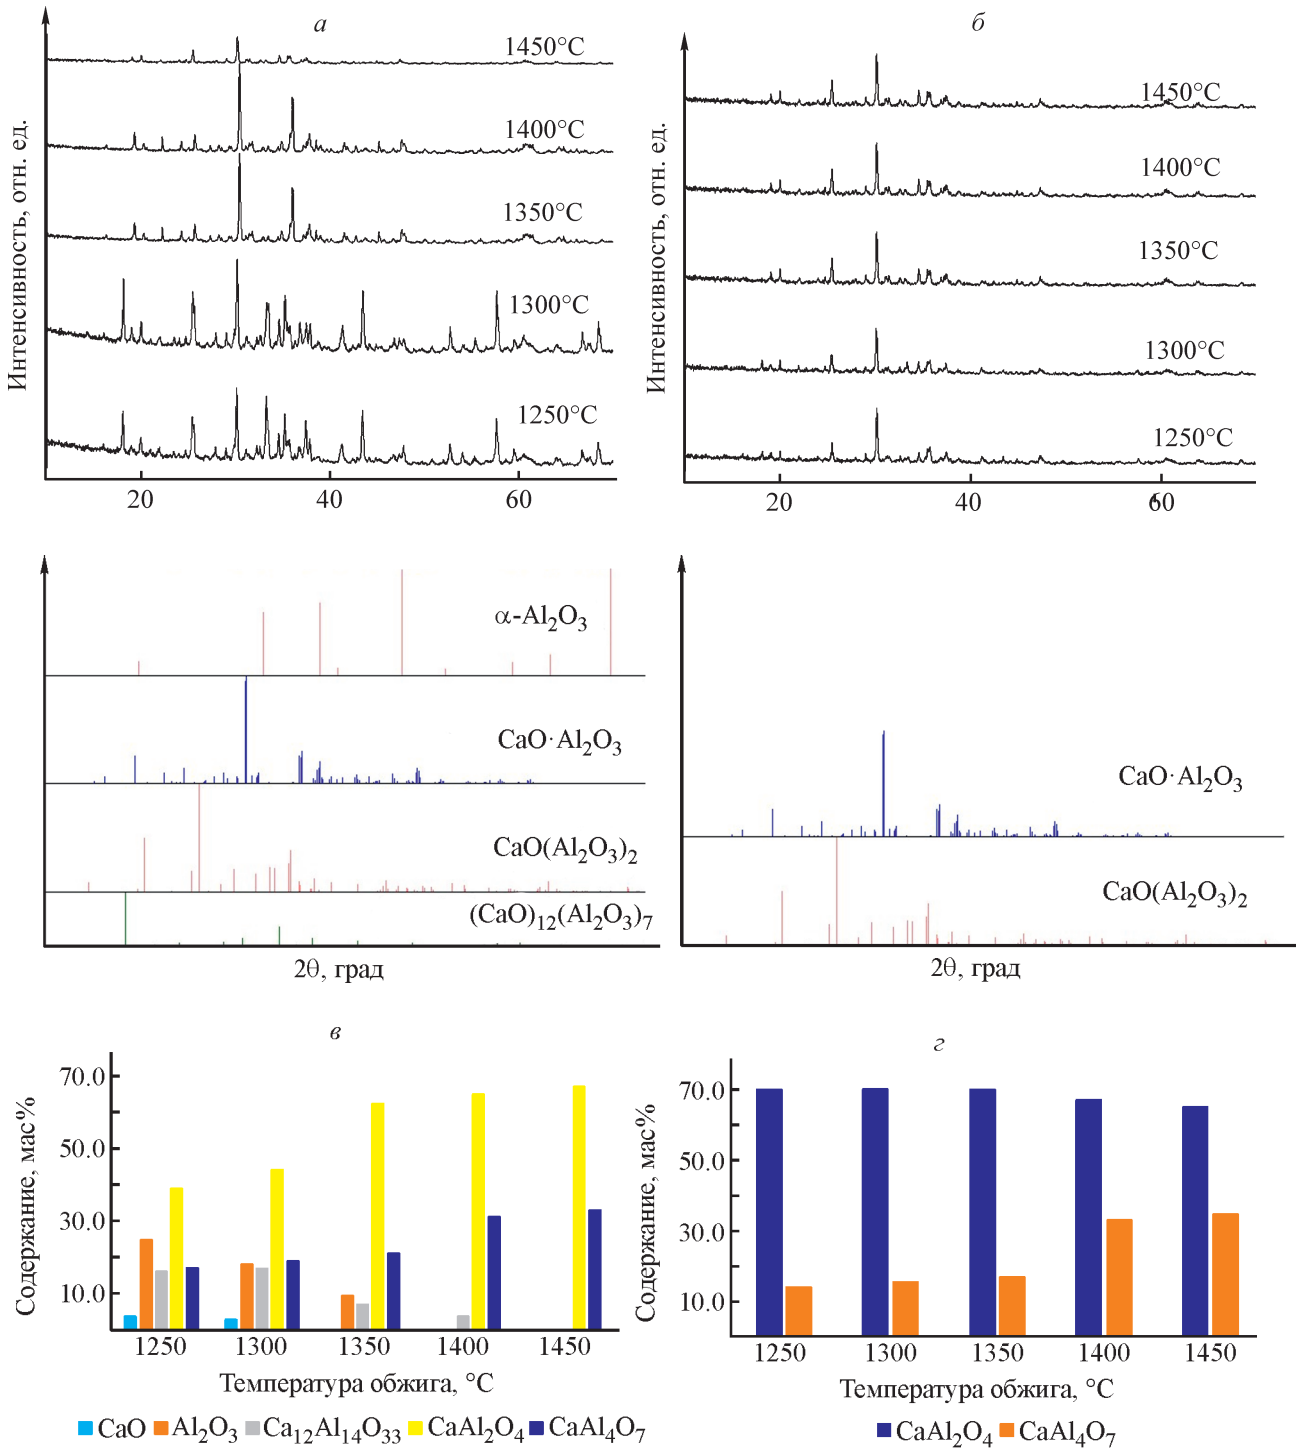 а
Интенсивность, отн. ед.
1450°C
1400°C
1350°C
1300°C
1250°C
20 40 60
б
Интенсивность, отн. ед.
1450°C
1400°C
1350°C
1300°C
1250°C
20 40 60
α-Al₂O₃
CaO·Al₂O₃
CaO(Al₂O₃)₂
(CaO)₁₂(Al₂O₃)₇
2θ, град
CaO·Al₂O₃
CaO(Al₂O₃)₂
2θ, град
в
Содержание, мас%
70.0
50.0
30.0
10.0
1250 1300 1350 1400 1450
Температура обжига, °C
CaO Al₂O₃ Ca₁₂Al₁₄O₃₃ CaAl₂O₄ CaAl₄O₇
г
Содержание, мас%
70.0
50.0
30.0
10.0
1250 1300 1350 1400 1450
Температура обжига, °C
CaAl₂O₄ CaAl₄O₇